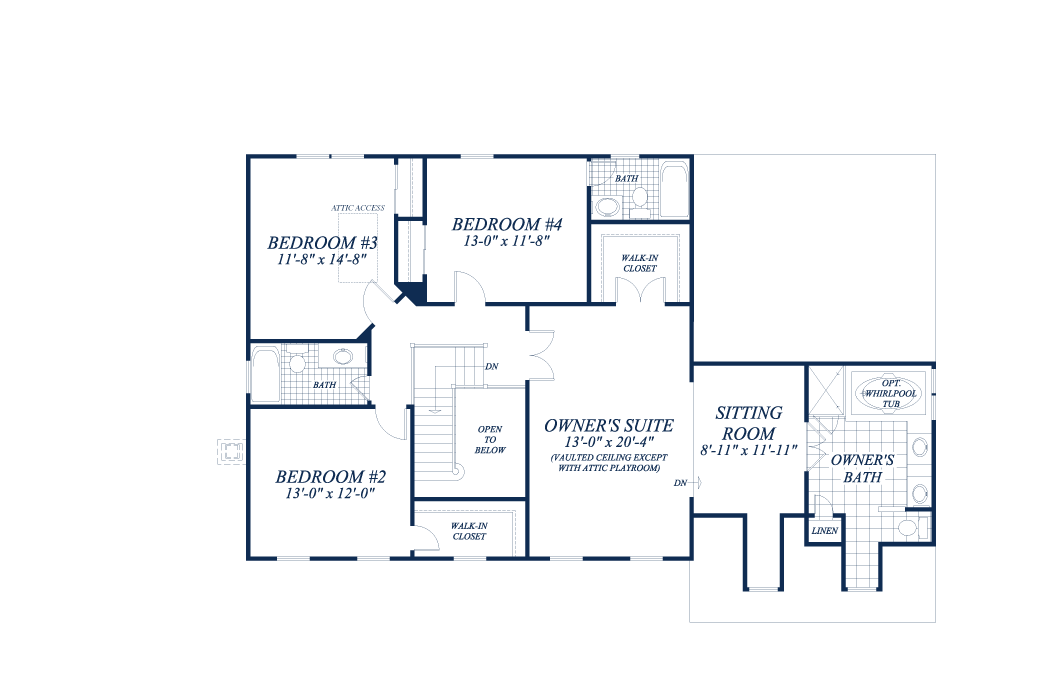 BATH
ATTIC ACCESS
BEDROOM #3
11'-8" x 14'-8"
BEDROOM #4
13-0" x 11'-8"
WALK-IN
CLOSET
DN
BATH
OPEN
TO
BELOW
OWNER'S SUITE
13'-0" x 20'-4"
(VAULTED CEILING EXCEPT
WITH ATTIC PLAYROOM)
DN
SITTING
ROOM
8'-11" x 11'-11"
OPT.
WHIRLPOOL
TUB
OWNER'S
BATH
BEDROOM #2
13'-0" x 12'-0"
WALK-IN
CLOSET
LINEN